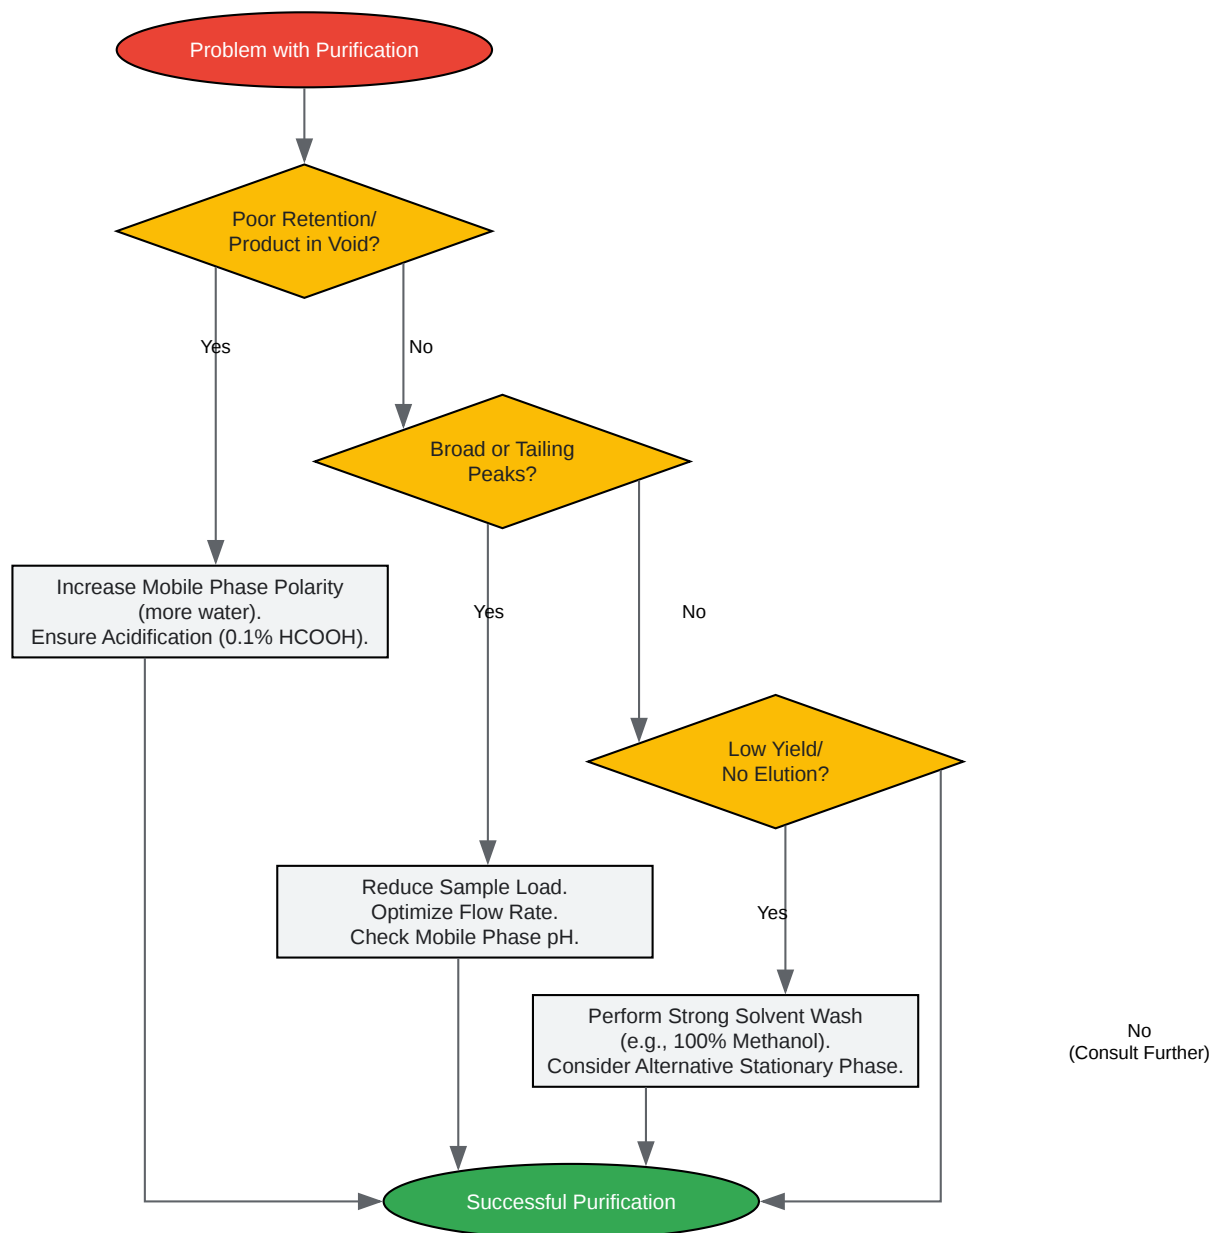 Problem with Purification
Poor Retention/
Product in Void?
Yes
No
Broad or Tailing
Peaks?
Increase Mobile Phase Polarity
(more water).
Ensure Acidification (0.1% HCOOH).
Yes
No
Low Yield/
No Elution?
Reduce Sample Load.
Optimize Flow Rate.
Check Mobile Phase pH.
Yes
Perform Strong Solvent Wash
(e.g., 100% Methanol).
Consider Alternative Stationary Phase.
No
(Consult Further)
Successful Purification